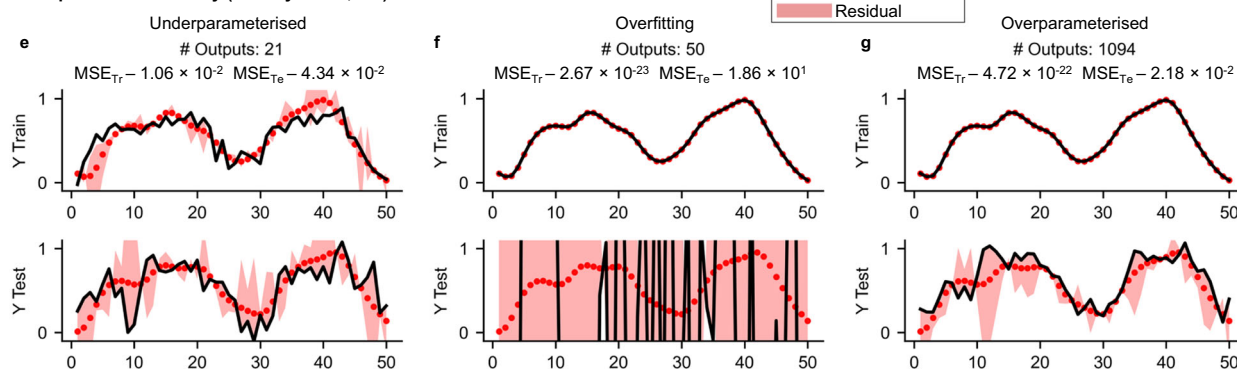 Residual
Underparameterised
Overfitting
Overparameterised
e
f
g
# Outputs: 21
# Outputs: 50
# Outputs: 1094
MSE_Tr – 1.06 × 10^-2 MSE_Te – 4.34 × 10^-2
MSE_Tr – 2.67 × 10^-23 MSE_Te – 1.86 × 10^1
MSE_Tr – 4.72 × 10^-22 MSE_Te – 2.18 × 10^-2
Y Train
1
0
0 10 20 30 40 50
Y Train
1
0
0 10 20 30 40 50
Y Train
1
0
0 10 20 30 40 50
Y Test
1
0
0 10 20 30 40 50
Y Test
1
0
0 10 20 30 40 50
Y Test
1
0
0 10 20 30 40 50